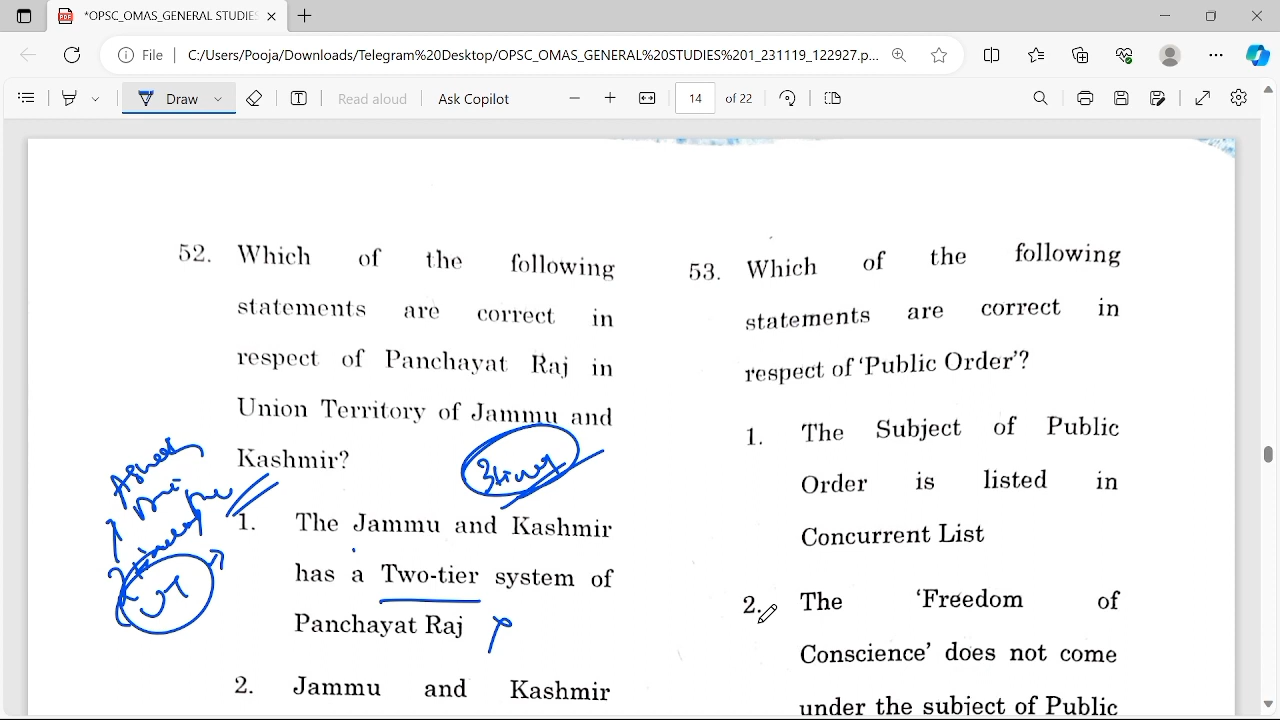 *OPSC_OMAS_GENERAL STUDIES
File
C:/Users/Pooja/Downloads/Telegram%20Desktop/OPSC_OMAS_GENERAL%20STUDIES%201_231119_122927.p...
Draw
Read aloud
Ask Copilot
14
of 22
52. Which of the following
statements are correct in
respect of Panchayat Raj in
Union Territory of Jammu and
Kashmir?
1. The Jammu and Kashmir
has a Two-tier system of
Panchayat Raj
2. Jammu and Kashmir
UT
53. Which of the following
statements are correct in
respect of 'Public Order'?
1. The Subject of Public
Order is listed in
Concurrent List
2. The 'Freedom of
Conscience' does not come
under the subject of Public